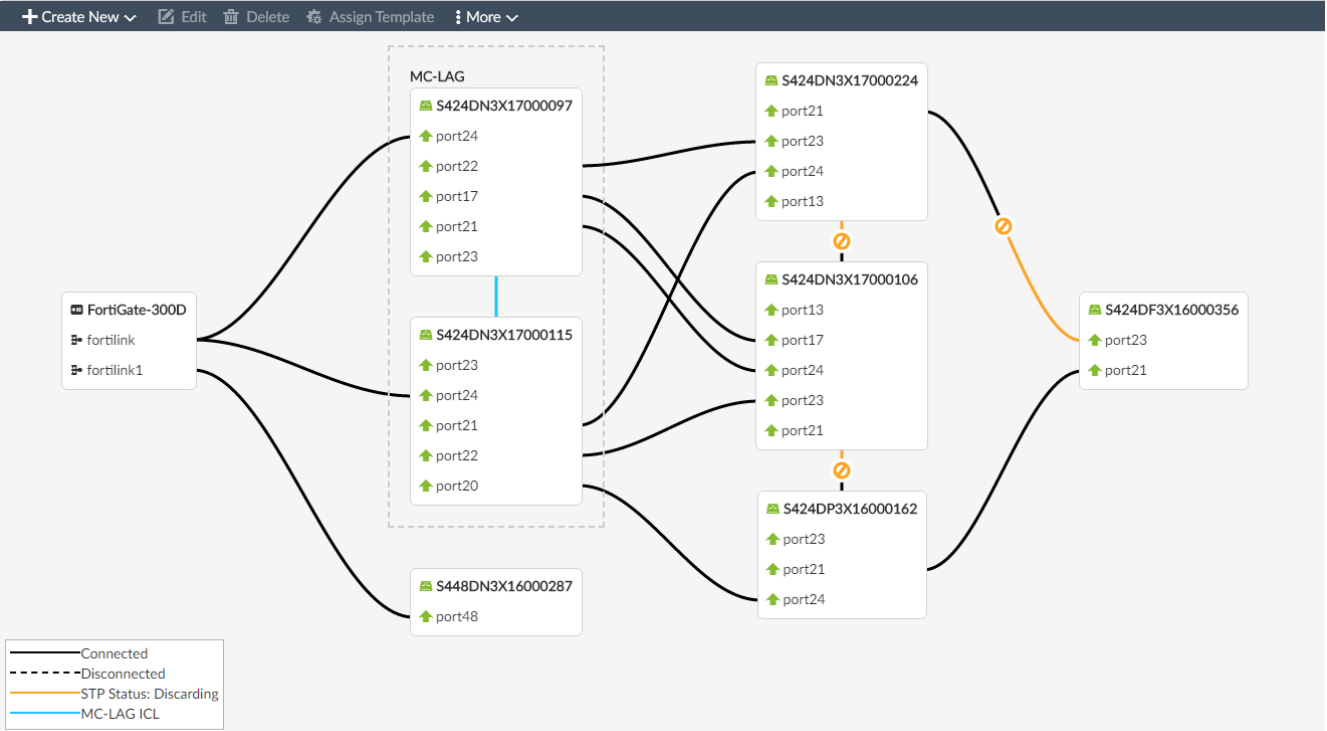 Create New Edit Delete Assign Template More
MC-LAG
S424DN3X17000097
port24
port22
port17
port21
port23
S424DN3X17000115
port23
port24
port21
port22
port20
S448DN3X16000287
port48
FortiGate-300D
fortilink
fortilink1
S424DN3X17000224
port21
port23
port24
port13
S424DN3X17000106
port13
port17
port24
port23
port21
S424DP3X16000162
port23
port21
port24
S424DF3X16000356
port23
port21
Connected
Disconnected
STP Status: Discarding
MC-LAG ICL